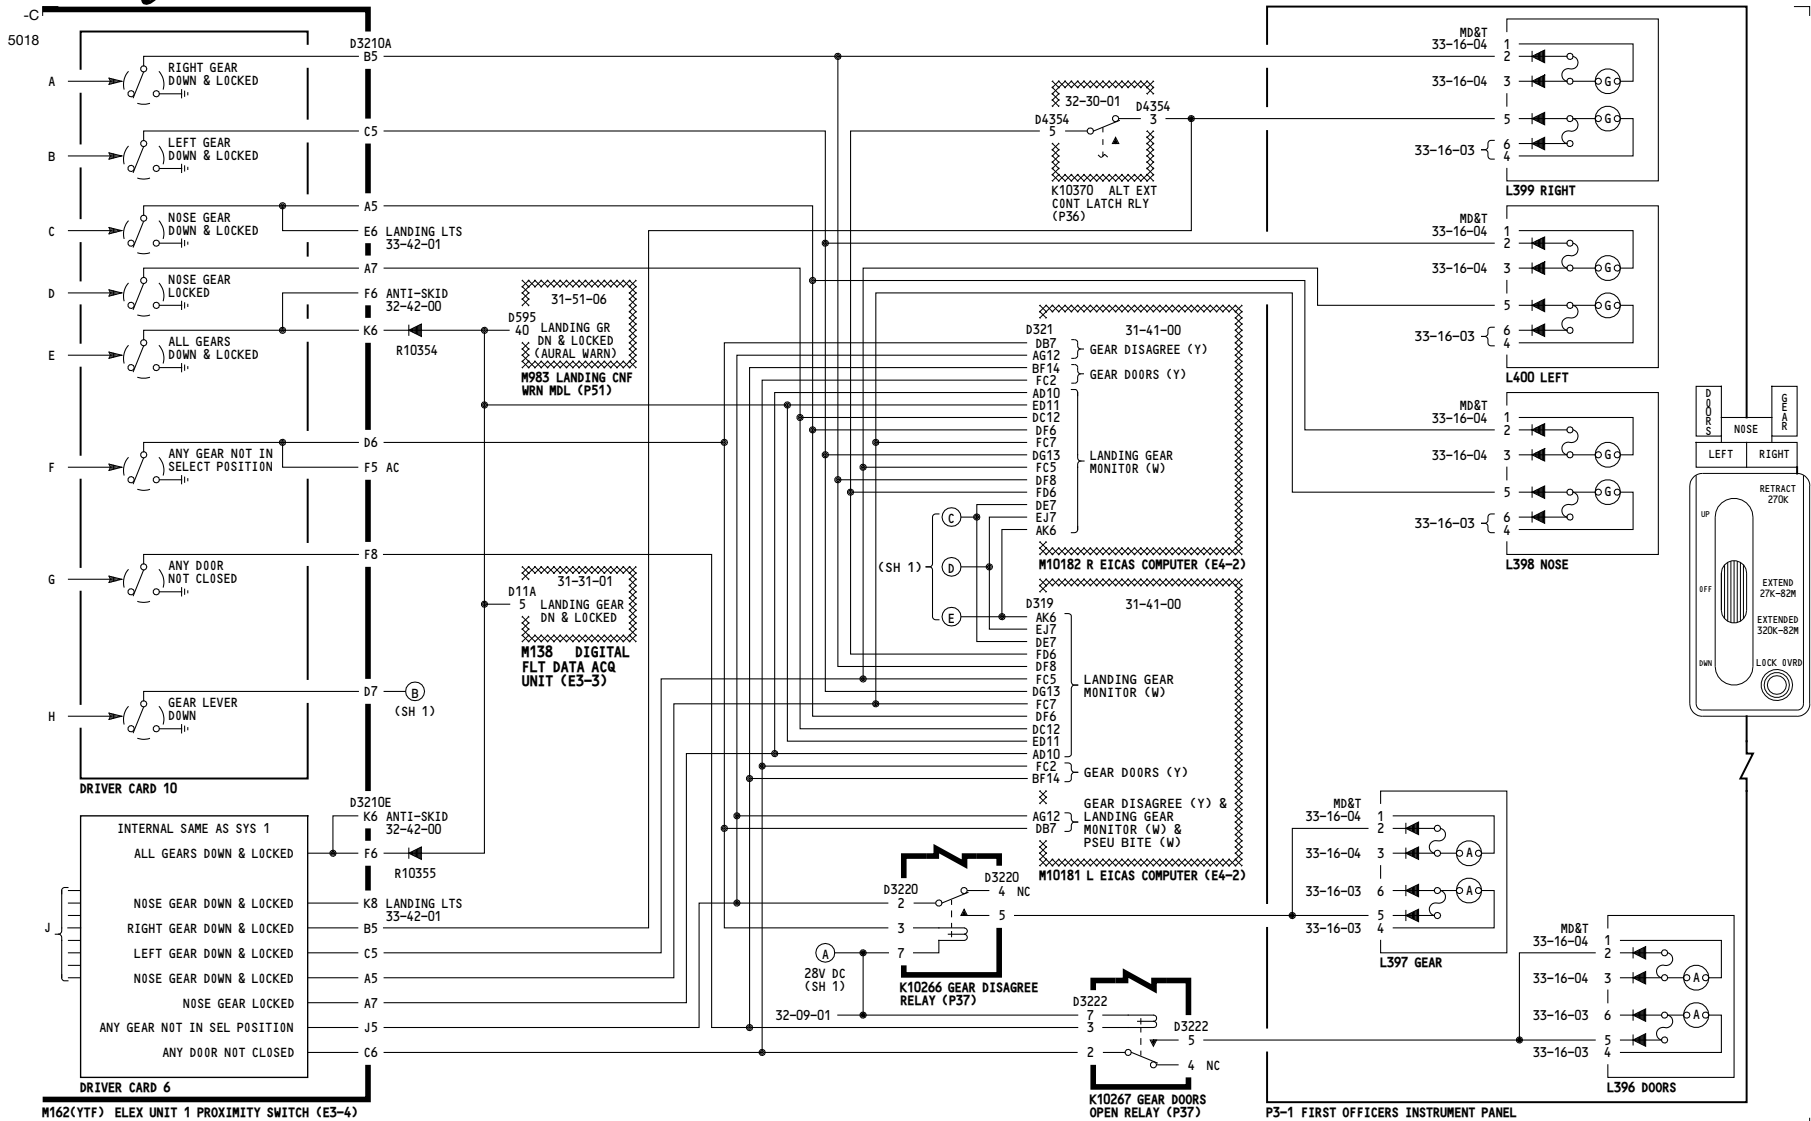 -C
5018
D3210A
B5
A
RIGHT GEAR
DOWN & LOCKED
C5
B
LEFT GEAR
DOWN & LOCKED
A5
C
NOSE GEAR
DOWN & LOCKED
E6 LANDING LTS
33-42-01
A7
D
NOSE GEAR
LOCKED
F6 ANTI-SKID
32-42-00
K6
R10354
E
ALL GEARS
DOWN & LOCKED
D6
F
ANY GEAR NOT IN
SELECT POSITION
F5 AC
F8
G
ANY DOOR
NOT CLOSED
D7
B
(SH 1)
H
GEAR LEVER
DOWN
DRIVER CARD 10
D3210E
K6 ANTI-SKID
32-42-00
INTERNAL SAME AS SYS 1
ALL GEARS DOWN & LOCKED
F6
R10355
J
NOSE GEAR DOWN & LOCKED
K8 LANDING LTS
33-42-01
RIGHT GEAR DOWN & LOCKED
B5
LEFT GEAR DOWN & LOCKED
C5
NOSE GEAR DOWN & LOCKED
A5
NOSE GEAR LOCKED
A7
ANY GEAR NOT IN SEL POSITION
J5
ANY DOOR NOT CLOSED
C6
DRIVER CARD 6
M162(YTF) ELEX UNIT 1 PROXIMITY SWITCH (E3-4)
31-51-06
D595
40
LANDING GR
DN & LOCKED
(AURAL WARN)
M983 LANDING CNF
WRN MDL (P51)
31-31-01
D11A
5
LANDING GEAR
DN & LOCKED
M138 DIGITAL
FLT DATA ACQ
UNIT (E3-3)
32-30-01
D4354
5
D4354
3
K10370 ALT EXT
CONT LATCH RLY
(P36)
D321
31-41-00
DB7
AG12
GEAR DISAGREE (Y)
BF14
FC2
GEAR DOORS (Y)
AD10
ED11
DC12
DF6
FC7
DG13
FC5
DF8
FD6
DE7
EJ7
AK6
LANDING GEAR
MONITOR (W)
M10182 R EICAS COMPUTER (E4-2)
(SH 1)
C
D
E
D319
31-41-00
AK6
EJ7
DE7
FD6
DF8
FC5
DG13
FC7
DF6
DC12
ED11
AD10
LANDING GEAR
MONITOR (W)
FC2
BF14
GEAR DOORS (Y)
AG12
DB7
GEAR DISAGREE (Y) &
LANDING GEAR
MONITOR (W) &
PSEU BITE (W)
M10181 L EICAS COMPUTER (E4-2)
D3220
2
3
7
D3220
4 NC
5
A
28V DC
(SH 1)
K10266 GEAR DISAGREE
RELAY (P37)
32-09-01
D3222
7
3
2
D3222
5
4 NC
K10267 GEAR DOORS
OPEN RELAY (P37)
MD&T
33-16-04
1
2
33-16-04
3
G
5
G
33-16-03
6
4
L399 RIGHT
MD&T
33-16-04
1
2
33-16-04
3
G
5
G
33-16-03
6
4
L400 LEFT
MD&T
33-16-04
1
2
33-16-04
3
G
5
G
33-16-03
6
4
L398 NOSE
MD&T
33-16-04
1
2
33-16-04
3
A
33-16-03
6
A
5
33-16-03
4
L397 GEAR
MD&T
33-16-04
1
2
33-16-04
3
A
33-16-03
6
A
5
33-16-03
4
L396 DOORS
P3-1 FIRST OFFICERS INSTRUMENT PANEL
DOORS
NOSE
GEAR
LEFT
RIGHT
RETRACT
270K
UP
OFF
EXTEND
27K-82M
EXTENDED
320K-82M
DWN
LOCK OVRD